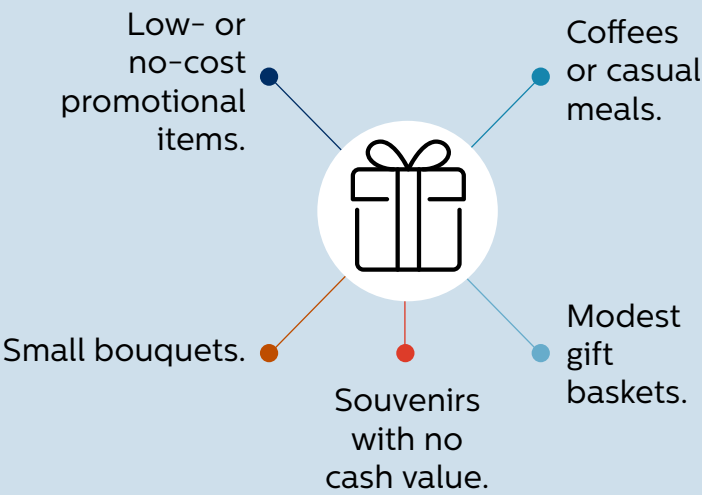 Low- or
no-cost
promotional
items.
Coffees
or casual
meals.
Small bouquets.
Souvenirs
with no
cash value.
Modest
gift
baskets.